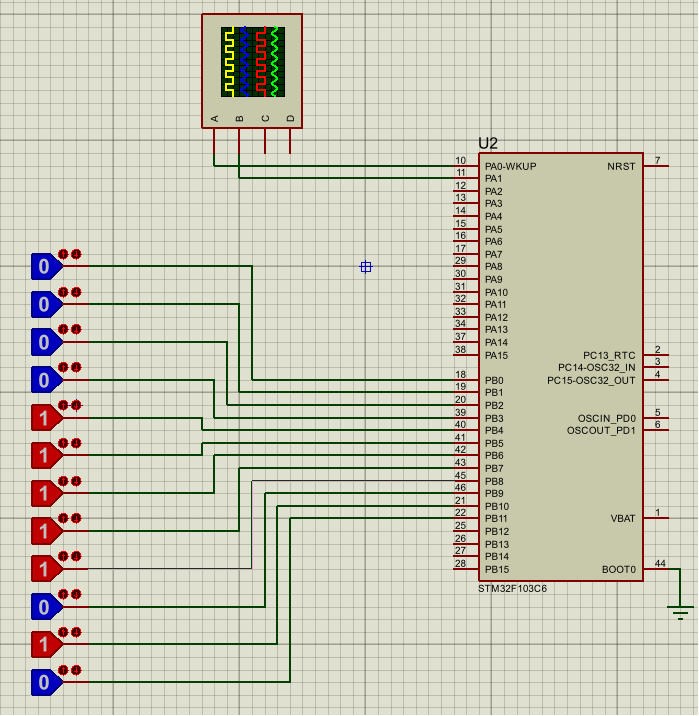 A B C D
U2
10 PA0-WKUP NRST 7
11 PA1
12 PA2
13 PA3
14 PA4
15 PA5
16 PA6
17 PA7
0 29 PA8
30 PA9
31 PA10
0 32 PA11
33 PA12
34 PA13
0 37 PA14
38 PA15 PC13_RTC 2
PC14-OSC32_IN 3
0 18 PB0 PC15-OSC32_OUT 4
19 PB1
20 PB2
1 39 PB3 OSCIN_PD0 5
40 PB4 OSCOUT_PD1 6
41 PB5
1 42 PB6
43 PB7
45 PB8
1 46 PB9
21 PB10
22 PB11 VBAT 1
1 25 PB12
26 PB13
27 PB14
1 28 PB15 BOOT0 44
STM32F103C6
0
1
0